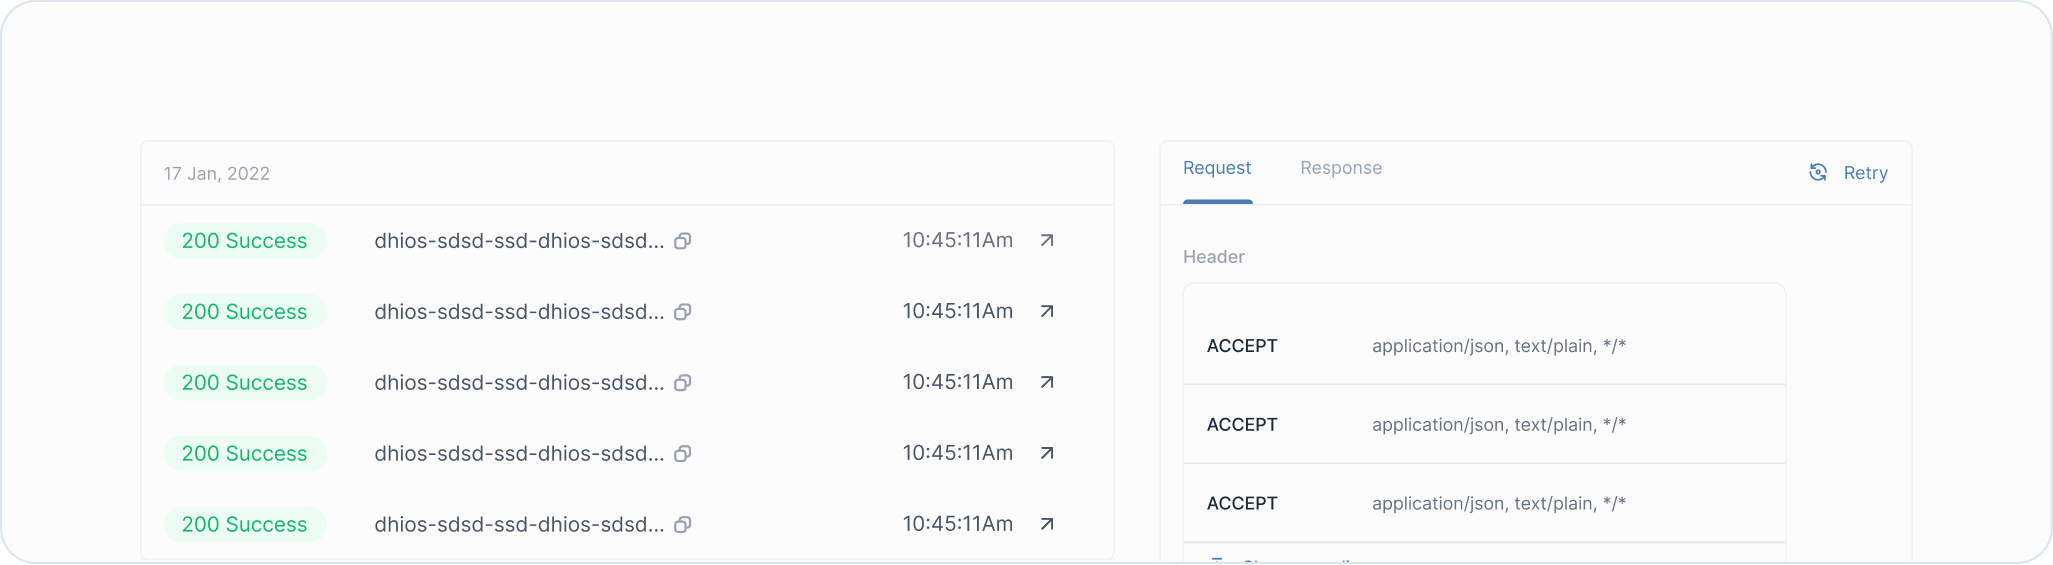 17 Jan, 2022
200 Success dhios-sdsd-ssd-dhios-sdsd... 10:45:11Am
200 Success dhios-sdsd-ssd-dhios-sdsd... 10:45:11Am
200 Success dhios-sdsd-ssd-dhios-sdsd... 10:45:11Am
200 Success dhios-sdsd-ssd-dhios-sdsd... 10:45:11Am
200 Success dhios-sdsd-ssd-dhios-sdsd... 10:45:11Am
Request Response Retry
Header
ACCEPT application/json, text/plain, */*
ACCEPT application/json, text/plain, */*
ACCEPT application/json, text/plain, */*